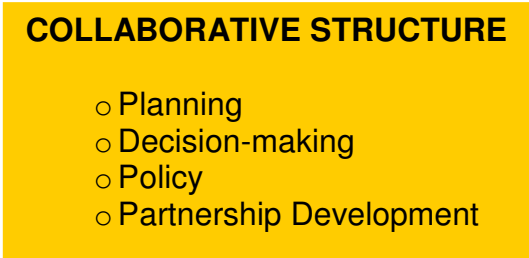 COLLABORATIVE STRUCTURE
○ Planning
○ Decision-making
○ Policy
○ Partnership Development